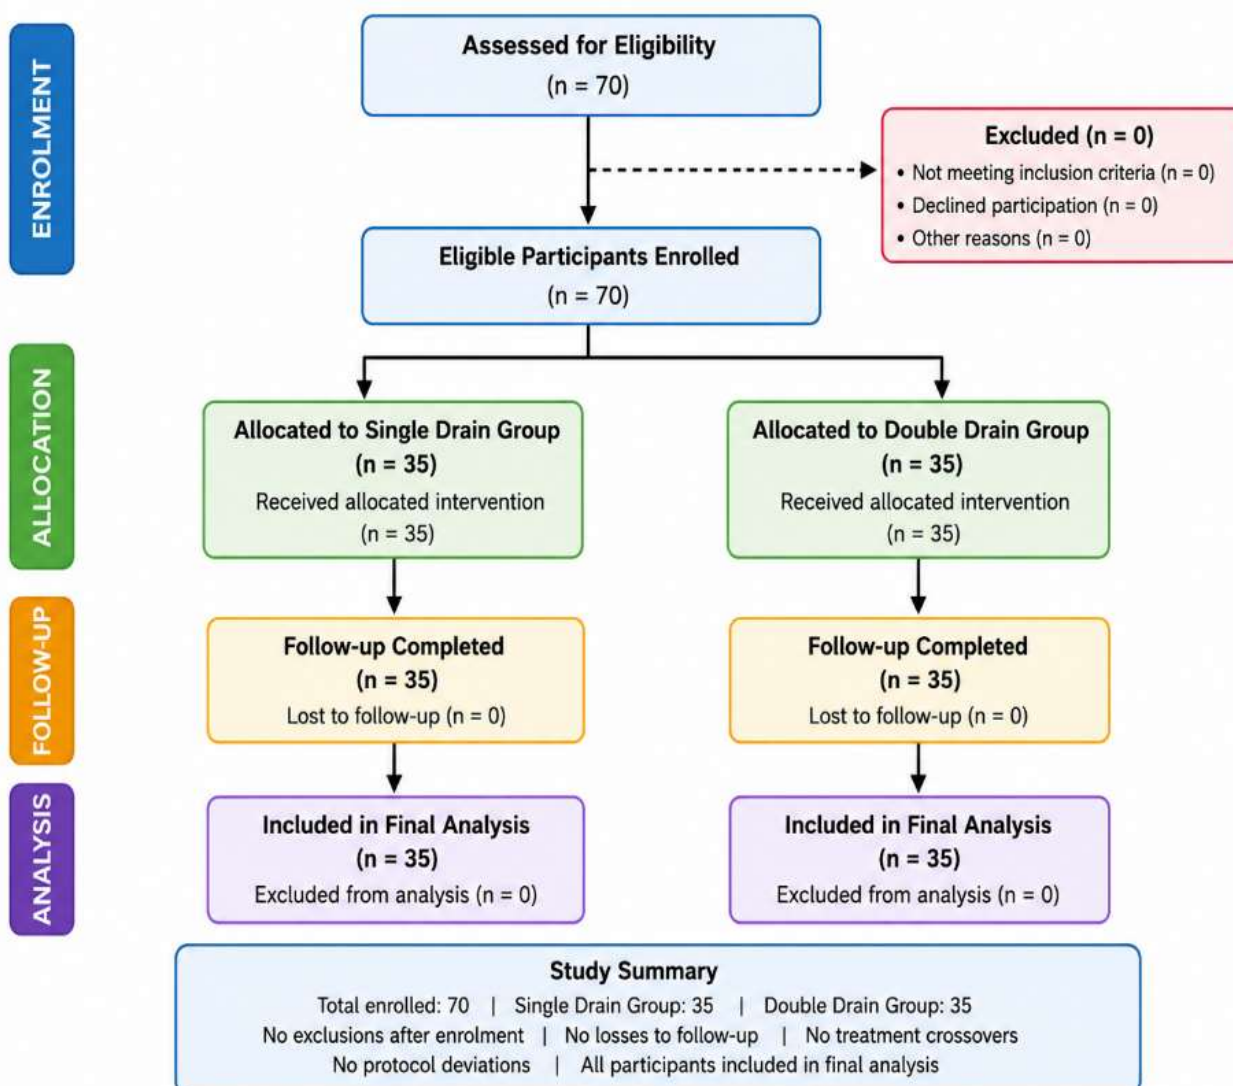 ENROLMENT
Assessed for Eligibility
(n = 70)
Excluded (n = 0)
• Not meeting inclusion criteria (n = 0)
• Declined participation (n = 0)
• Other reasons (n = 0)
Eligible Participants Enrolled
(n = 70)
ALLOCATION
Allocated to Single Drain Group
(n = 35)
Received allocated intervention
(n = 35)
Allocated to Double Drain Group
(n = 35)
Received allocated intervention
(n = 35)
FOLLOW-UP
Follow-up Completed
(n = 35)
Lost to follow-up (n = 0)
Follow-up Completed
(n = 35)
Lost to follow-up (n = 0)
ANALYSIS
Included in Final Analysis
(n = 35)
Excluded from analysis (n = 0)
Included in Final Analysis
(n = 35)
Excluded from analysis (n = 0)
Study Summary
Total enrolled: 70 | Single Drain Group: 35 | Double Drain Group: 35
No exclusions after enrolment | No losses to follow-up | No treatment crossovers
No protocol deviations | All participants included in final analysis